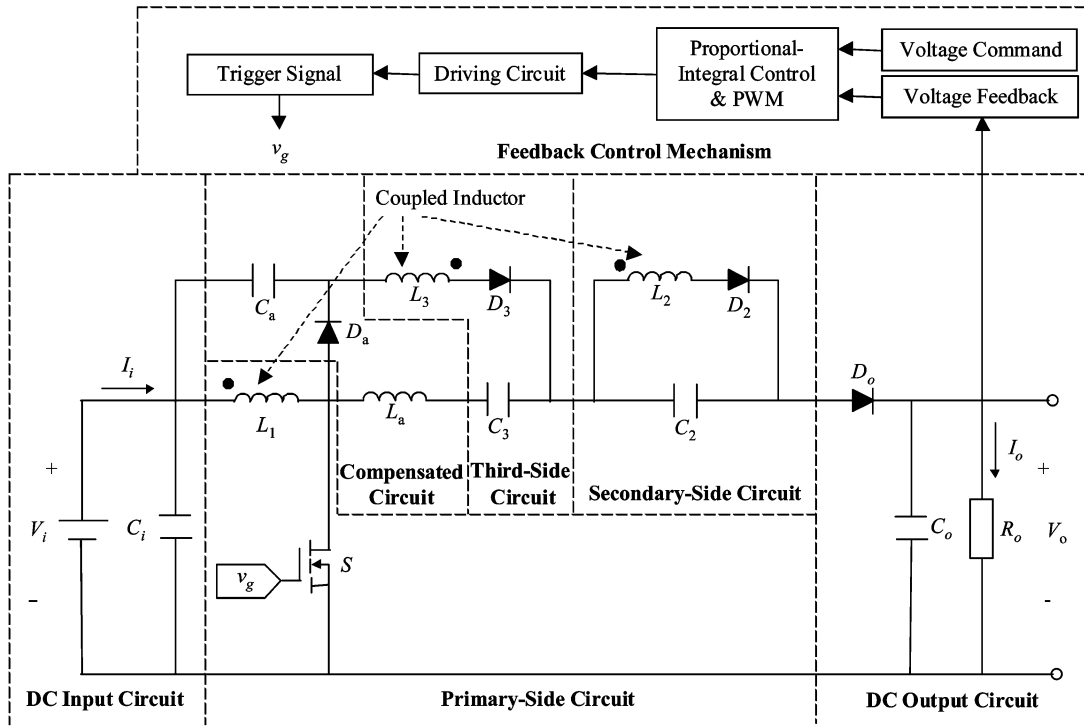 Proportional-
Integral Control
& PWM
Voltage Command
Trigger Signal
Driving Circuit
Voltage Feedback
v_g
Feedback Control Mechanism
Coupled Inductor
C_a
L_3
D_3
L_2
D_2
D_a
I_i
L_1
L_a
C_3
C_2
D_o
+
V_i
−
C_i
Compensated
Circuit
Third-Side
Circuit
Secondary-Side Circuit
v_g
S
C_o
I_o
R_o
+
V_o
-
DC Input Circuit
Primary-Side Circuit
DC Output Circuit